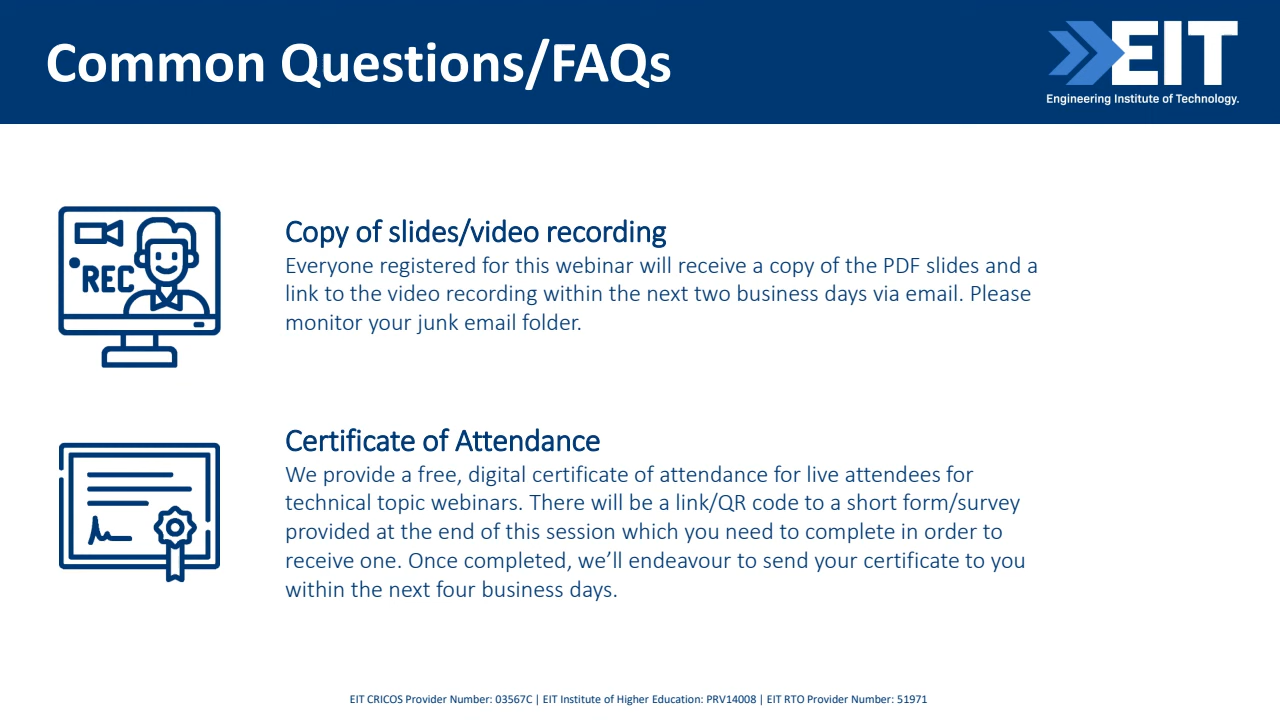 Common Questions/FAQs
EIT
Engineering Institute of Technology.
REC
Copy of slides/video recording
Everyone registered for this webinar will receive a copy of the PDF slides and a
link to the video recording within the next two business days via email. Please
monitor your junk email folder.
Certificate of Attendance
We provide a free, digital certificate of attendance for live attendees for
technical topic webinars. There will be a link/QR code to a short form/survey
provided at the end of this session which you need to complete in order to
receive one. Once completed, we’ll endeavour to send your certificate to you
within the next four business days.
EIT CRICOS Provider Number: 03567C | EIT Institute of Higher Education: PRV14008 | EIT RTO Provider Number: 51971